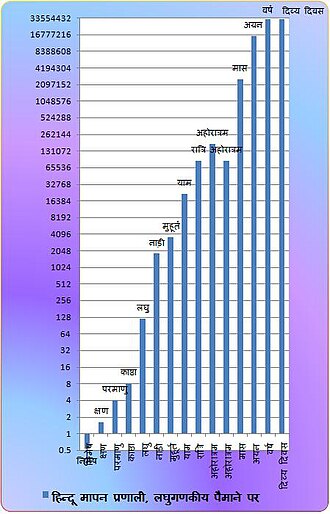 वर्ष दिव्य दिवस
33554432
अयन
16777216
8388608
मास
4194304
2097152
1048576
524288
262144
अहोरात्रम
131072
रात्रि अहोरात्रम
65536
याम
32768
16384
8192
मुहूर्त
4096
नाड़ी
2048
1024
512
256
लघु
128
64
32
16
काष्ठा
8
परमाणु
4
क्षण
2
1
0.5
निमेष
क्षण
परमाणु
काष्ठा
लघु
नाड़ी
मुहूर्त
याम
रात्रि
अहोरात्रम
अहोरात्रम
मास
अयन
वर्ष
दिव्य दिवस
हिन्दू मापन प्रणाली, लघुगणकीय पैमाने पर